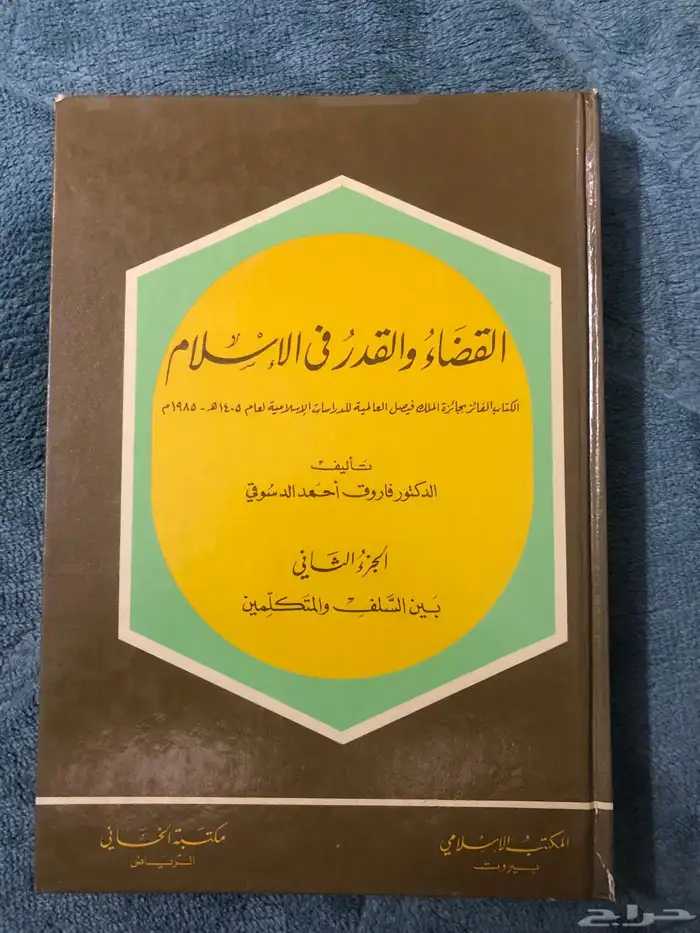 القضاء والقدر في الإسلام
الكتاب الفائز بجائزة الملك فيصل العالمية للدراسات الإسلامية لعام ١٤٠٥هـ - ١٩٨٥م
تأليف
الدكتور فاروق أحمد الدسوقي
الجزء الثاني
بين السلف والمتكلمين
المكتب الإسلامي
بيروت
مكتبة الخاني
الرياض
حراج